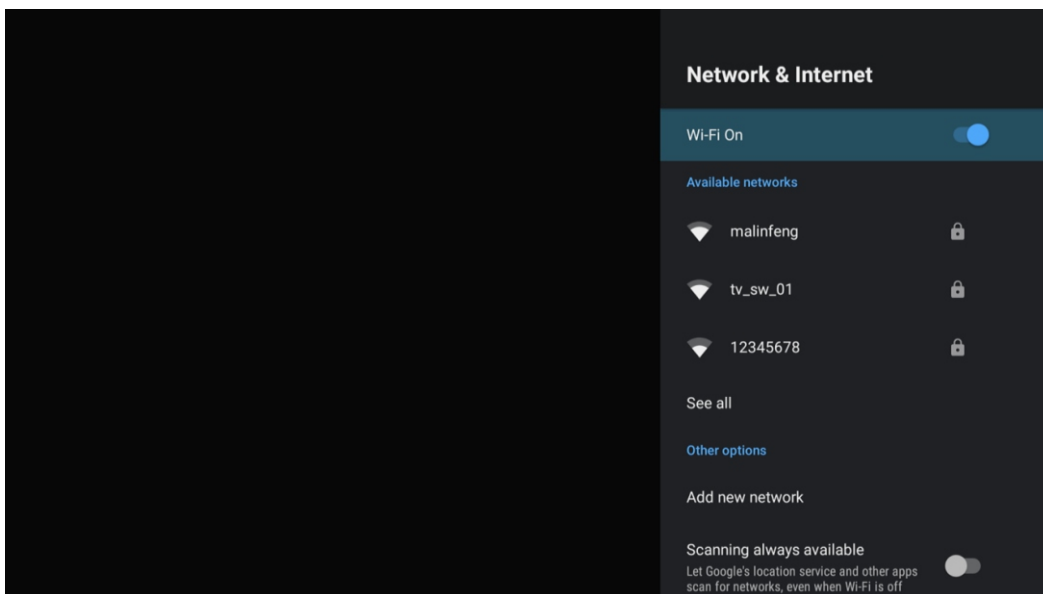 Network & Internet
Wi-Fi On
Available networks
malinfeng
tv_sw_01
12345678
See all
Other options
Add new network
Scanning always available
Let Google's location service and other apps
scan for networks, even when Wi-Fi is off